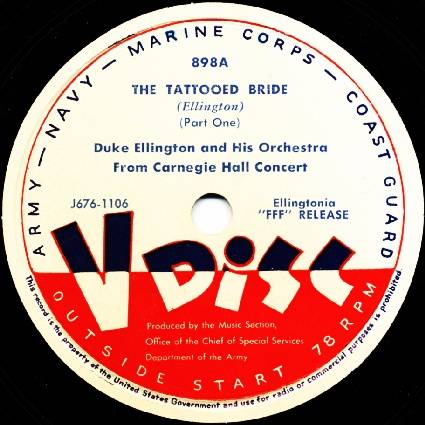 ARMY — NAVY — MARINE CORPS — COAST GUARD
898A
THE TATTOOED BRIDE
(Ellington)
(Part One)
Duke Ellington and His Orchestra
From Carnegie Hall Concert
J676-1106
Ellingtonia
"FFF" RELEASE
V DiSC
Produced by the Music Section,
Office of the Chief of Special Services
Department of the Army
OUTSIDE START 78 RPM
This record is the property of the United States Government and use for radio or commercial purposes is prohibited.